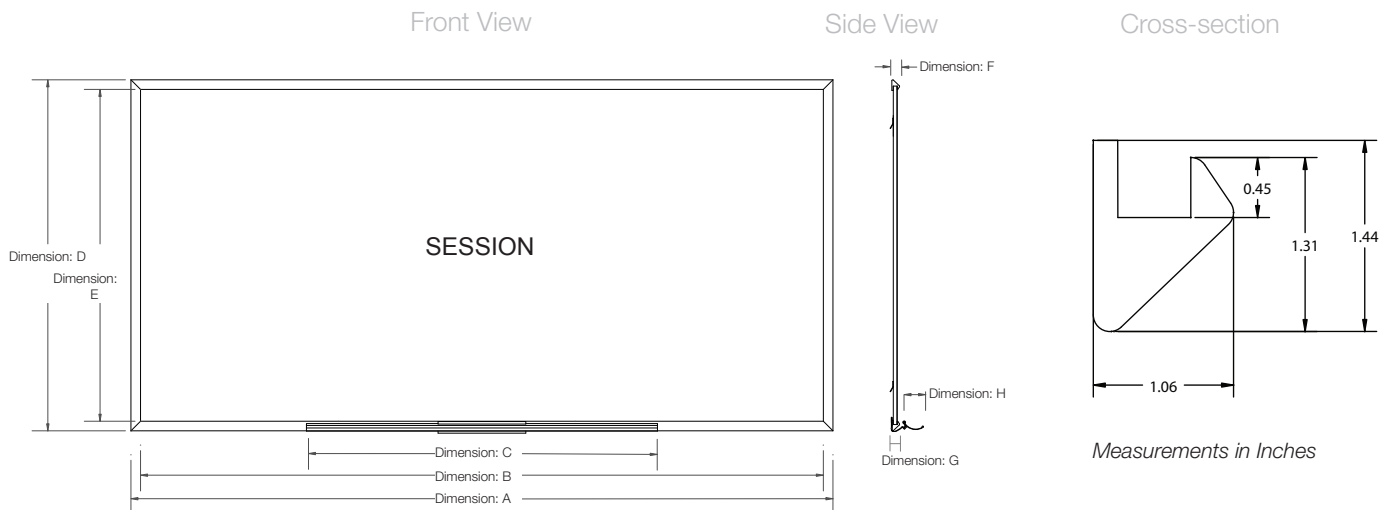 Front View
Side View
Cross-section
Dimension: F
0.45
1.31
1.44
SESSION
Dimension: D
Dimension:
E
1.06
Dimension: H
Dimension: C
Dimension: G
Measurements in Inches
Dimension: B
Dimension: A